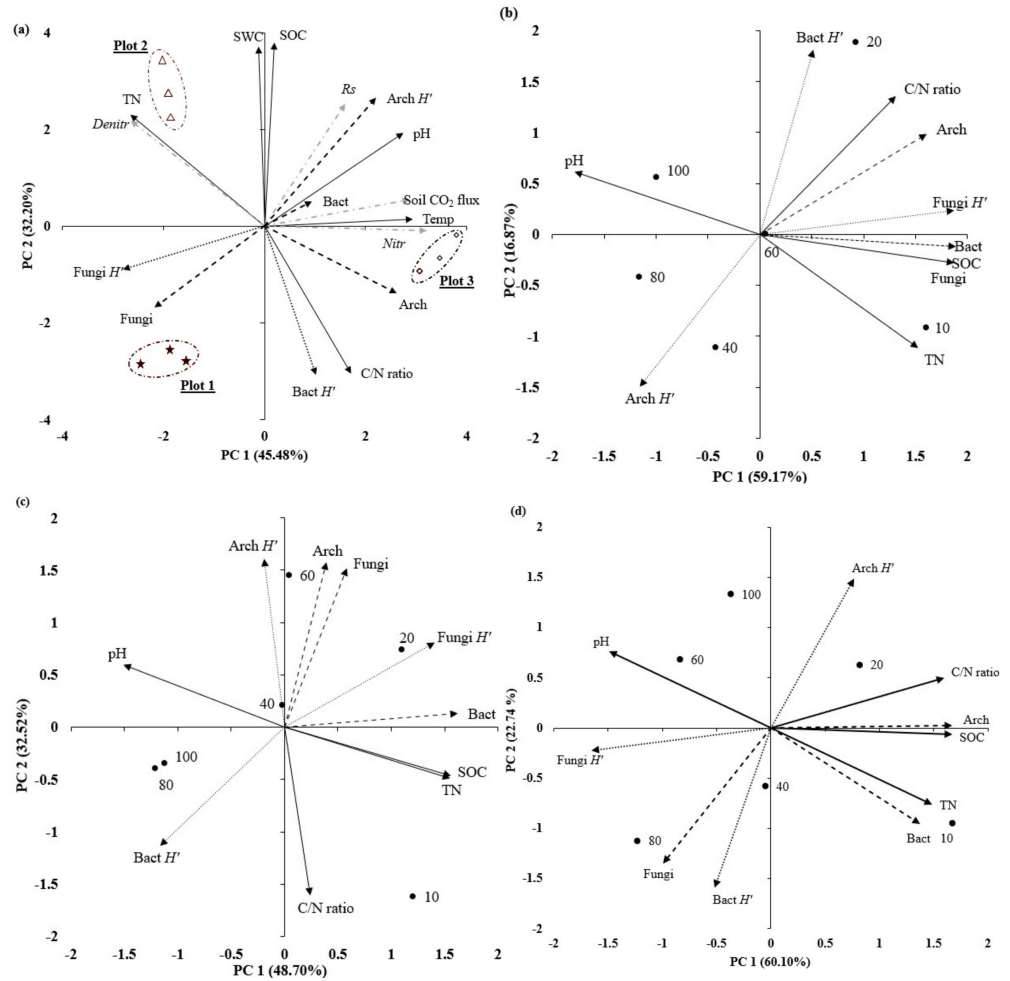 (a)
4
2
0
-2
-4
-4
-2
0
2
4
PC 2 (32.20%)
PC 1 (45.48%)
Plot 2
SWC
SOC
TN
Denitr
Rs
Arch H'
pH
Bact
Soil CO2 flux
Temp
Nitr
Plot 3
Fungi H'
Fungi
Arch
Plot 1
Bact H'
C/N ratio
(b)
2
1.5
1
0.5
0
-0.5
-1
-1.5
-2
-2
-1.5
-1
-0.5
0
0.5
1
1.5
2
PC 2 (16.87%)
PC 1 (59.17%)
Bact H'
20
C/N ratio
Arch
pH
100
Fungi H'
60
Bact
SOC
Fungi
80
10
40
TN
Arch H'
(c)
2
1.5
1
0.5
0
-0.5
-1
-1.5
-2
-2
-1.5
-1
-0.5
0
0.5
1
1.5
2
PC 2 (32.52%)
PC 1 (48.70%)
Arch H'
Arch
Fungi
60
20
Fungi H'
pH
40
Bact
100
80
SOC
TN
Bact H'
C/N ratio
10
(d)
2
1.5
1
0.5
0
-0.5
-1
-1.5
-2
-2
-1.5
-1
-0.5
0
0.5
1
1.5
2
PC 2 (22.74 %)
PC 1 (60.10%)
Arch H'
100
pH
60
20
C/N ratio
Arch
SOC
Fungi H'
40
TN
Bact
10
80
Fungi
Bact H'